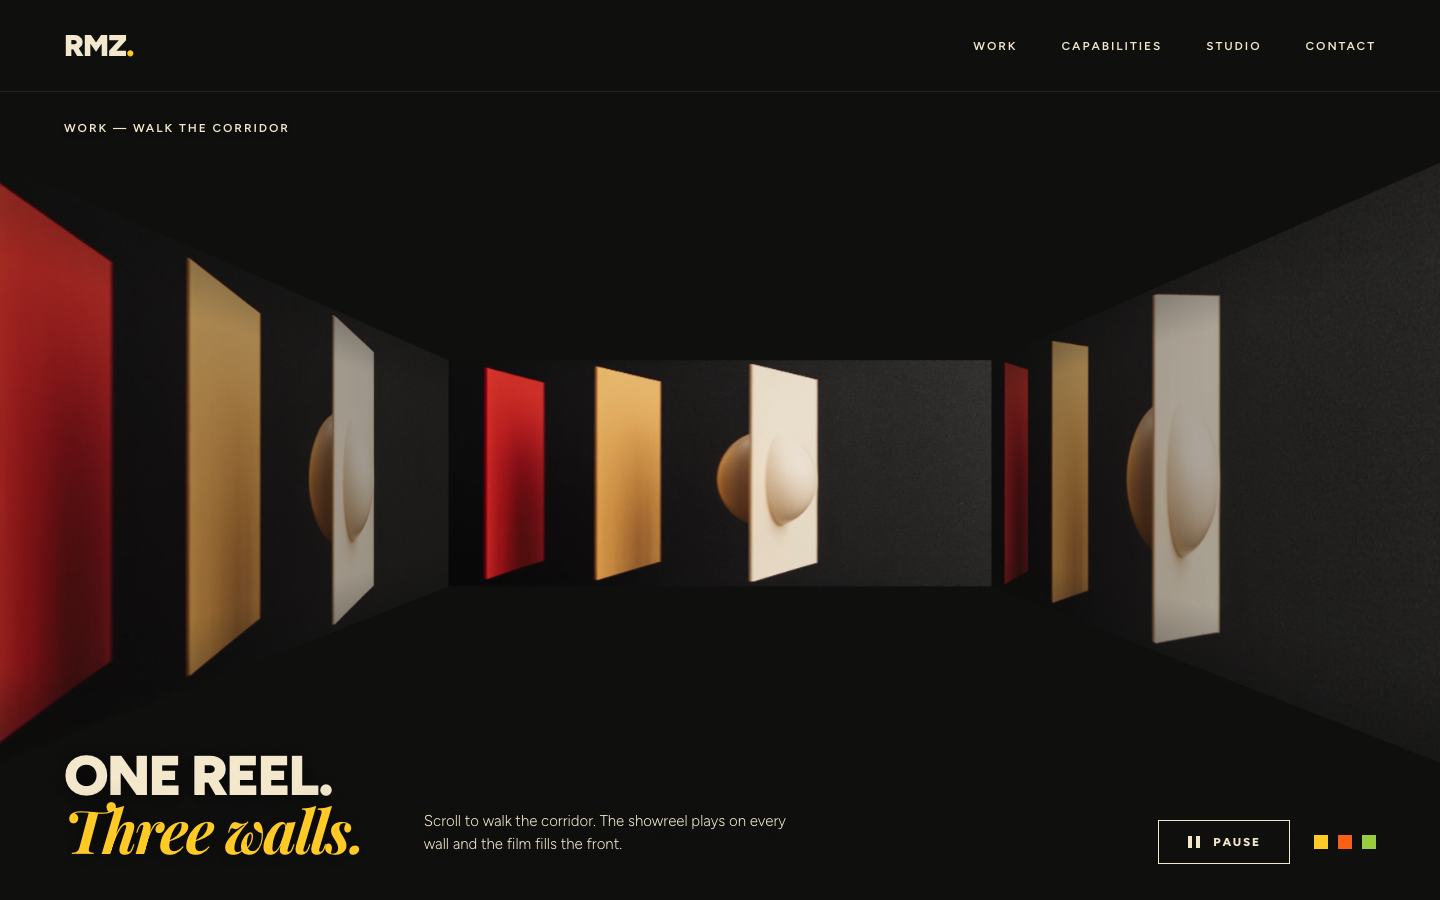 RMZ.
WORK
CAPABILITIES
STUDIO
CONTACT
WORK — WALK THE CORRIDOR
ONE REEL.
Three walls.
Scroll to walk the corridor. The showreel plays on every
wall and the film fills the front.
PAUSE